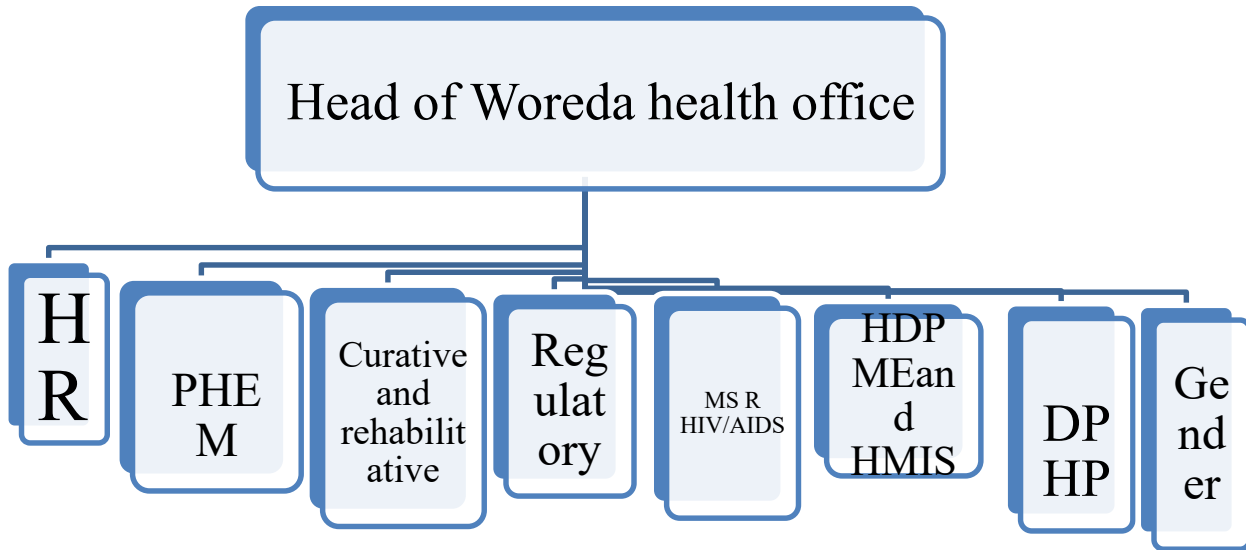 Head of Woreda health office
H
R
PHE
M
Curative
and
rehabilit
ative
Reg
ulat
ory
MS R
HIV/AIDS
HDP
MEan
d
HMIS
DP
HP
Ge
nd
er